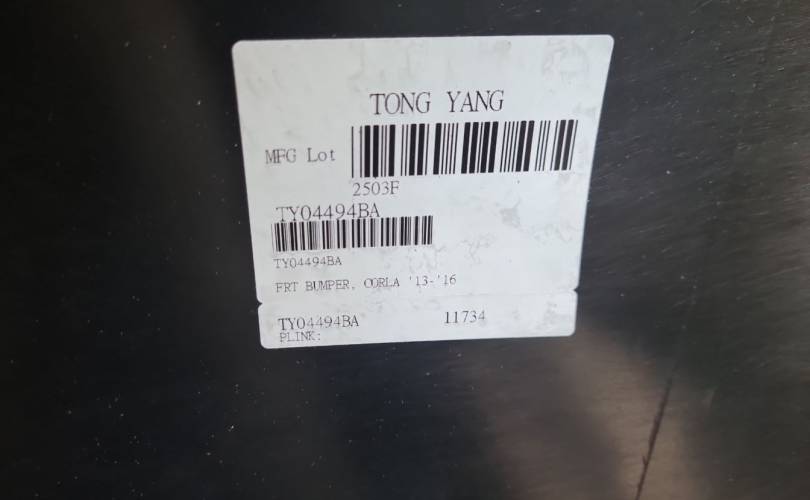 TONG YANG
MFG Lot
2503F
TY04494BA
TY04494BA
FRT BUMPER, CORLA '13-'16
TY04494BA 11734
PLINK: